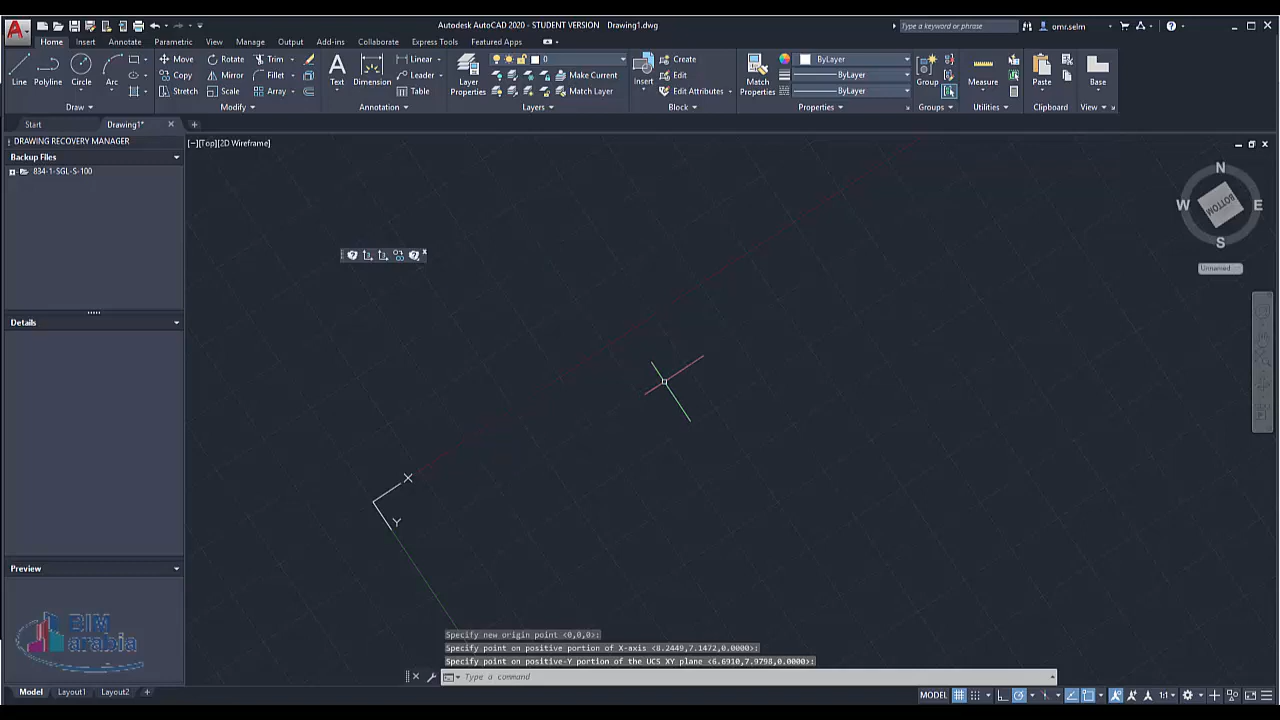 Autodesk AutoCAD 2020 - STUDENT VERSION Drawing1.dwg
Type a keyword or phrase
omr.selm
Home Insert Annotate Parametric View Manage Output Add-ins Collaborate Express Tools Featured Apps
Line Polyline Circle Arc
Move Rotate Trim
Copy Mirror Fillet
Stretch Scale Array
Text Dimension
Linear
Leader
Table
Layer Properties
0
Make Current
Match Layer
Insert
Create
Edit
Edit Attributes
Match Properties
ByLayer
ByLayer
ByLayer
Group
Measure
Paste
Base
Draw Modify Annotation Layers Block Properties Groups Utilities Clipboard View
Start Drawing1*
DRAWING RECOVERY MANAGER
[−][Top][2D Wireframe]
Backup Files
834-1-SGL-S-100
N
W BOTTOM E
S
Unnamed
Details
X
Y
Preview
BIM
arabia
Specify new origin point <0,0,0>:
Specify point on positive portion of X-axis <8.2449,7.1472,0.0000>:
Specify point on positive-Y portion of the UCS XY plane <6.6910,7.9798,0.0000>:
Type a command
Model Layout1 Layout2
MODEL 1:1